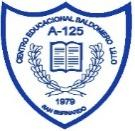 CENTRO EDUCACIONAL BALDOMERO LILLO
A-125
1979
SAN BERNARDO